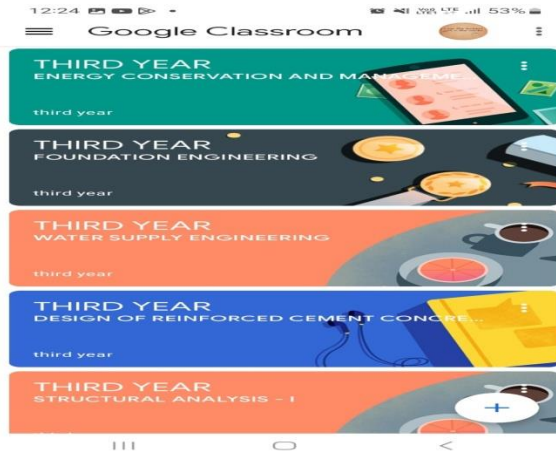 12:24 53%
Google Classroom
THIRD YEAR
ENERGY CONSERVATION AND MANAGEME...
third year
THIRD YEAR
FOUNDATION ENGINEERING
third year
THIRD YEAR
WATER SUPPLY ENGINEERING
third year
THIRD YEAR
DESIGN OF REINFORCED CEMENT CONCRE...
third year
THIRD YEAR
STRUCTURAL ANALYSIS - I